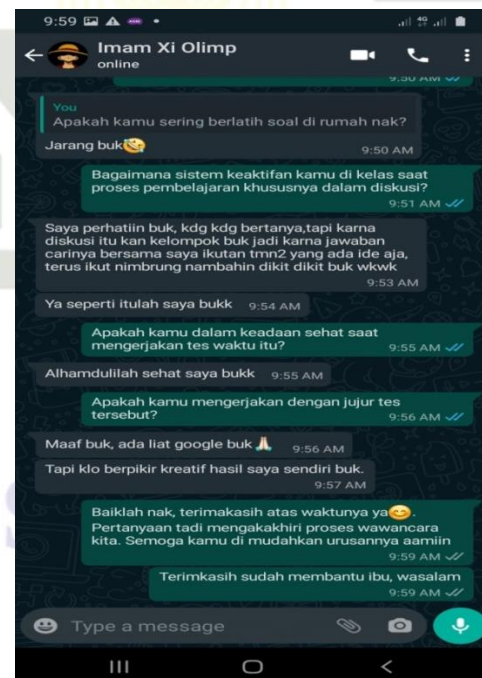 9:59
4G
Imam Xi Olimp
online
9:50 AM
You
Apakah kamu sering berlatih soal di rumah nak?
Jarang buk🤣
9:50 AM
Bagaimana sistem keaktifan kamu di kelas saat
proses pembelajaran khususnya dalam diskusi?
9:51 AM
Saya perhatiin buk, kdg kdg bertanya,tapi karna
diskusi itu kan kelompok buk jadi karna jawaban
carinya bersama saya ikutan tmn2 yang ada ide aja,
terus ikut nimbrung nambahin dikit dikit buk wkwk
9:53 AM
Ya seperti itulah saya bukk 9:54 AM
Apakah kamu dalam keadaan sehat saat
mengerjakan tes waktu itu?
9:55 AM
Alhamdulilah sehat saya bukk 9:55 AM
Apakah kamu mengerjakan dengan jujur tes
tersebut?
9:56 AM
Maaf buk, ada liat google buk 🙏🏻 9:56 AM
Tapi klo berpikir kreatif hasil saya sendiri buk.
9:57 AM
Baiklah nak, terimakasih atas waktunya ya😊.
Pertanyaan tadi mengakakhiri proses wawancara
kita. Semoga kamu di mudahkan urusannya aamiin
9:59 AM
Terimkasih sudah membantu ibu, wasalam
9:59 AM
Type a message